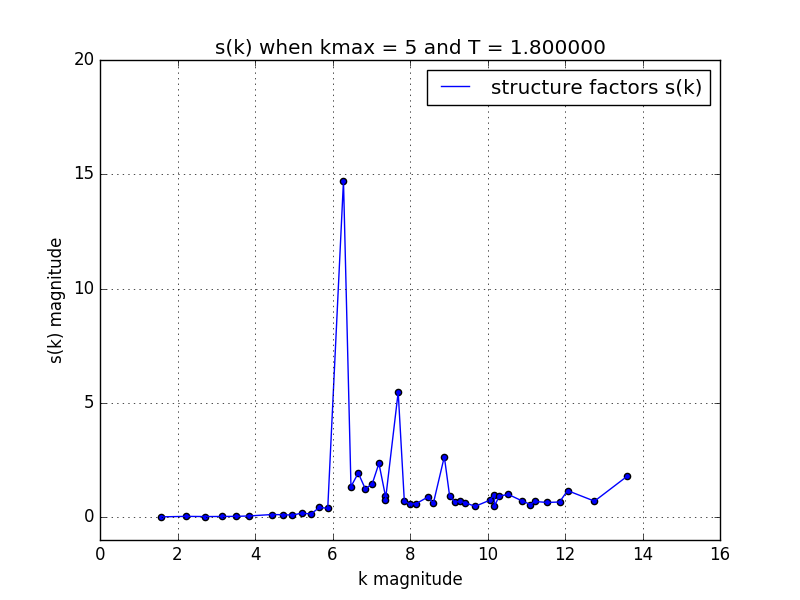 s(k) when kmax = 5 and T = 1.800000
structure factors s(k)
20
15
10
5
0
s(k) magnitude
0 2 4 6 8 10 12 14 16
k magnitude